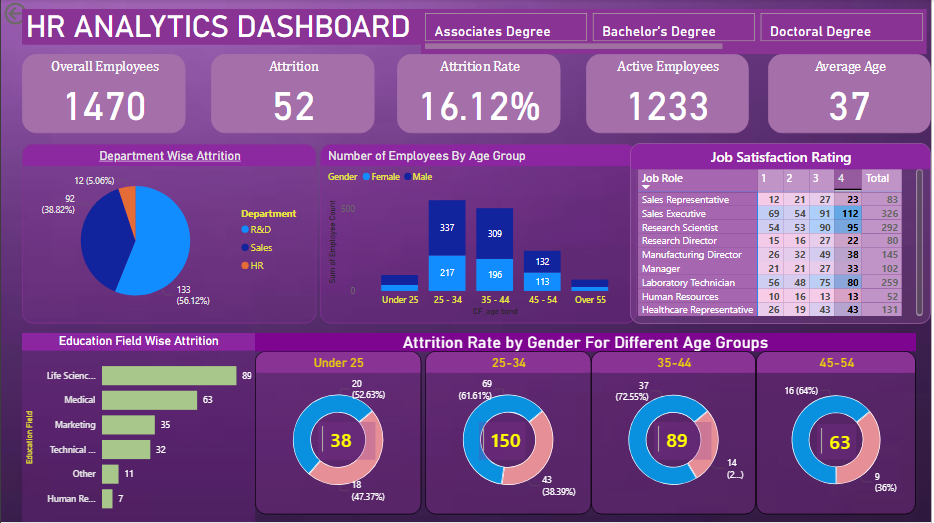 HR ANALYTICS DASHBOARD
Associates Degree
Bachelor's Degree
Doctoral Degree
Overall Employees
1470
Attrition
52
Attrition Rate
16.12%
Active Employees
1233
Average Age
37
Department Wise Attrition
12 (5.06%)
92
(38.82%)
133
(56.12%)
Department
R&D
Sales
HR
Number of Employees By Age Group
Gender Female Male
Sum of Employee Count
500
0
337
217
309
196
132
113
Under 25 25 - 34 35 - 44 45 - 54 Over 55
CF_age band
Job Satisfaction Rating
Job Role 1 2 3 4 Total
Sales Representative 12 21 27 23 83
Sales Executive 69 54 91 112 326
Research Scientist 54 53 90 95 292
Research Director 15 16 27 22 80
Manufacturing Director 26 32 49 38 145
Manager 21 21 27 33 102
Laboratory Technician 56 48 75 80 259
Human Resources 10 16 13 13 52
Healthcare Representative 26 19 43 43 131
Education Field Wise Attrition
Education Field
Life Scienc... 89
Medical 63
Marketing 35
Technical ... 32
Other 11
Human Re... 7
Attrition Rate by Gender For Different Age Groups
Under 25
20
(52.63%)
38
18
(47.37%)
25-34
69
(61.61%)
150
43
(38.39%)
35-44
37
(72.55%)
89
14
(2...)
45-54
16 (64%)
63
9
(36%)